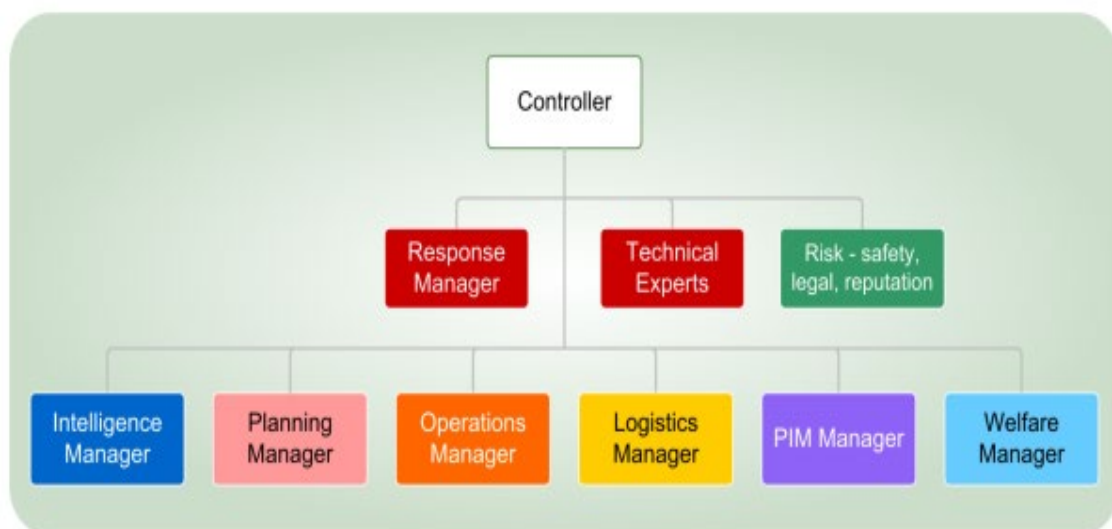 Controller
Response
Manager
Technical
Experts
Risk - safety,
legal, reputation
Intelligence
Manager
Planning
Manager
Operations
Manager
Logistics
Manager
PIM Manager
Welfare
Manager